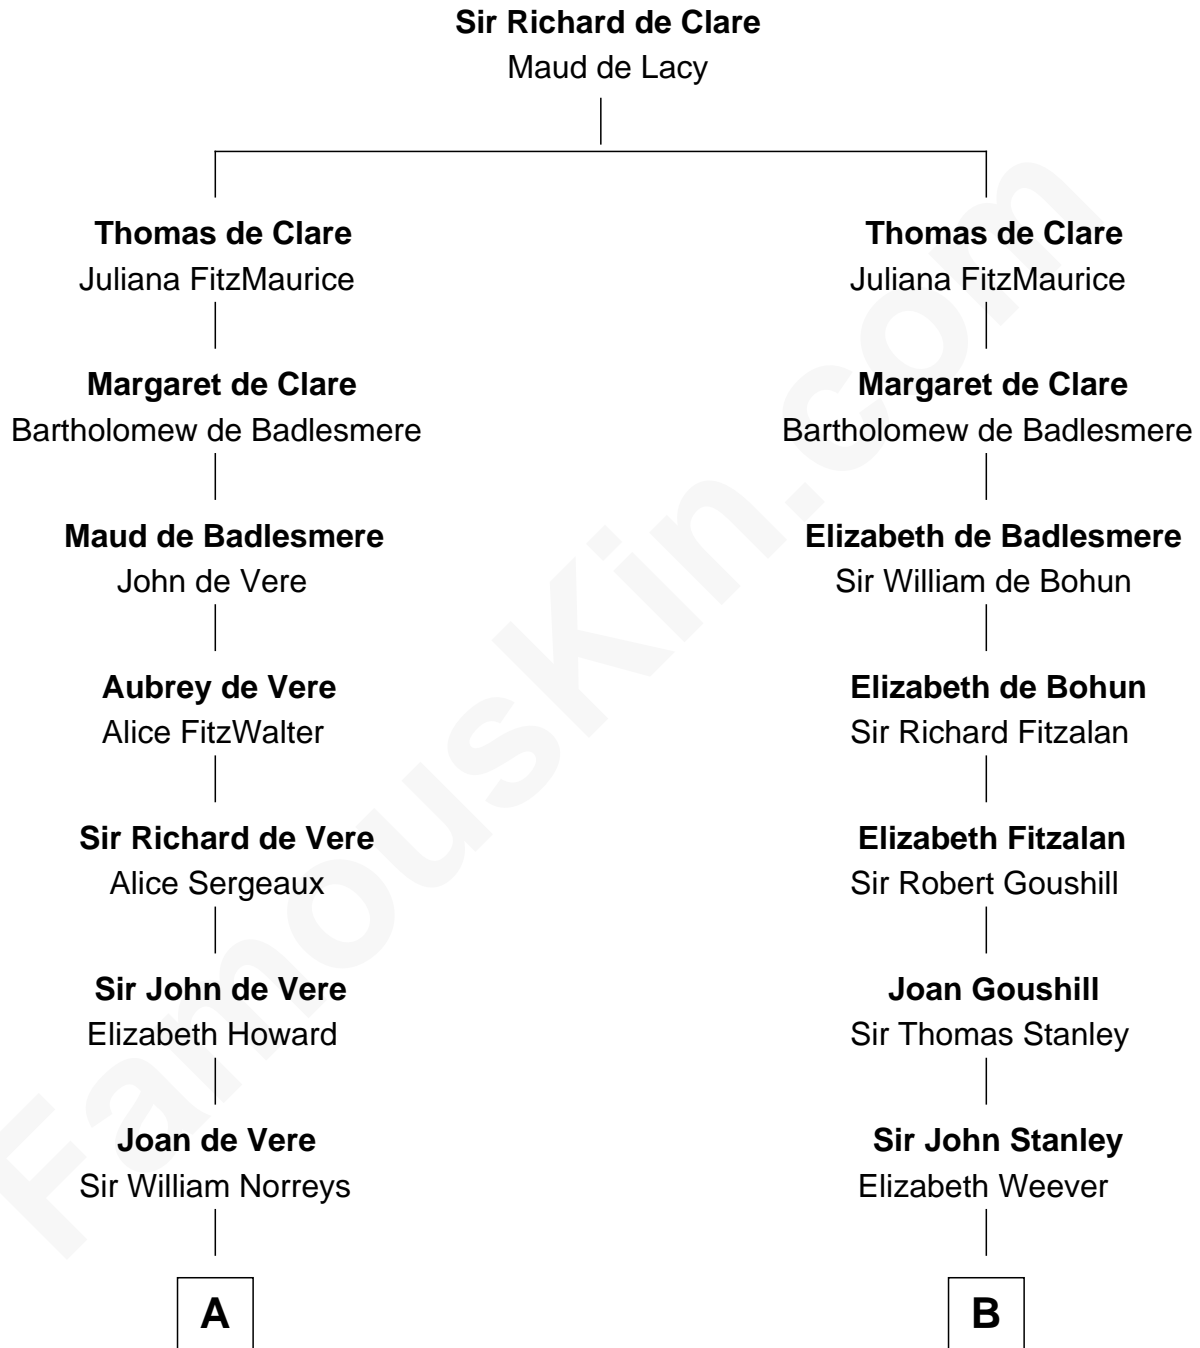 Sir Richard de Clare
Maud de Lacy
Thomas de Clare
Juliana FitzMaurice
Margaret de Clare
Bartholomew de Badlesmere
Maud de Badlesmere
John de Vere
Aubrey de Vere
Alice FitzWalter
Sir Richard de Vere
Alice Sergeaux
Sir John de Vere
Elizabeth Howard
Joan de Vere
Sir William Norreys
A
Thomas de Clare
Juliana FitzMaurice
Margaret de Clare
Bartholomew de Badlesmere
Elizabeth de Badlesmere
Sir William de Bohun
Elizabeth de Bohun
Sir Richard Fitzalan
Elizabeth Fitzalan
Sir Robert Goushill
Joan Goushill
Sir Thomas Stanley
Sir John Stanley
Elizabeth Weever
B
FamousKin.com